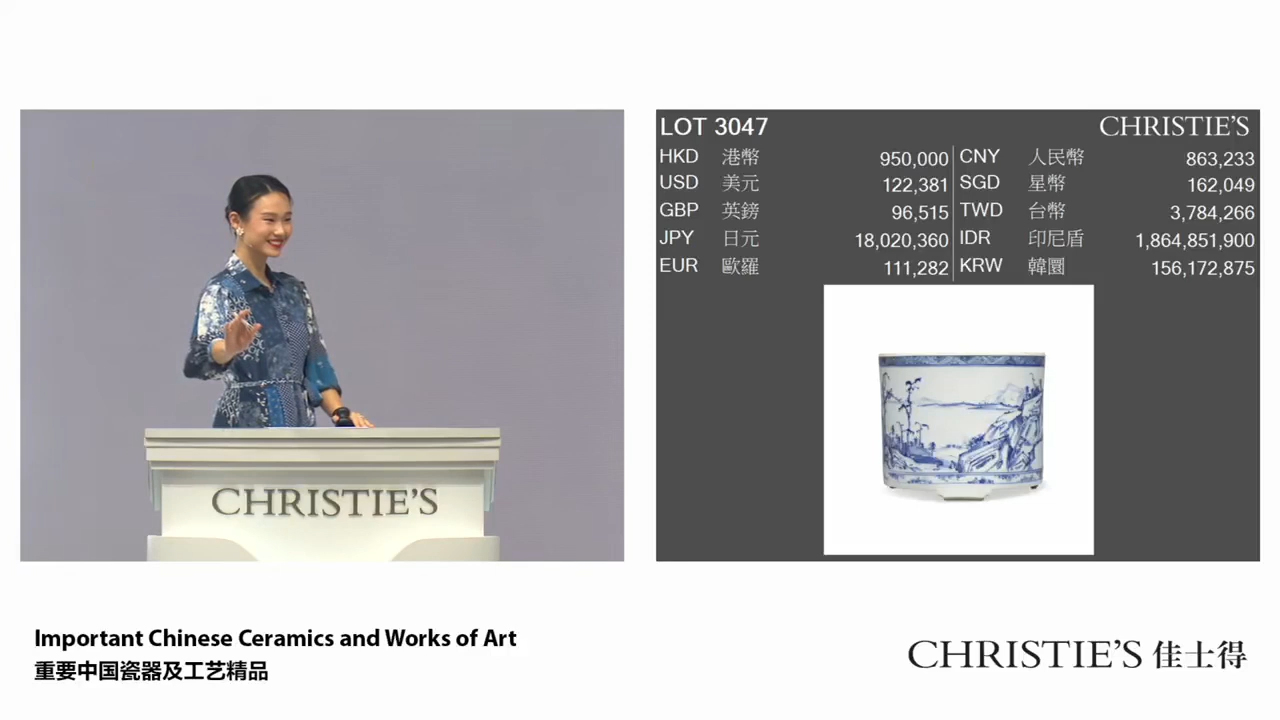 CHRISTIE'S
LOT 3047
CHRISTIE'S
HKD 港幣 950,000 CNY 人民幣 863,233
USD 美元 122,381 SGD 星幣 162,049
GBP 英鎊 96,515 TWD 台幣 3,784,266
JPY 日元 18,020,360 IDR 印尼盾 1,864,851,900
EUR 歐羅 111,282 KRW 韓圜 156,172,875
Important Chinese Ceramics and Works of Art
重要中国瓷器及工艺精品
CHRISTIE'S 佳士得